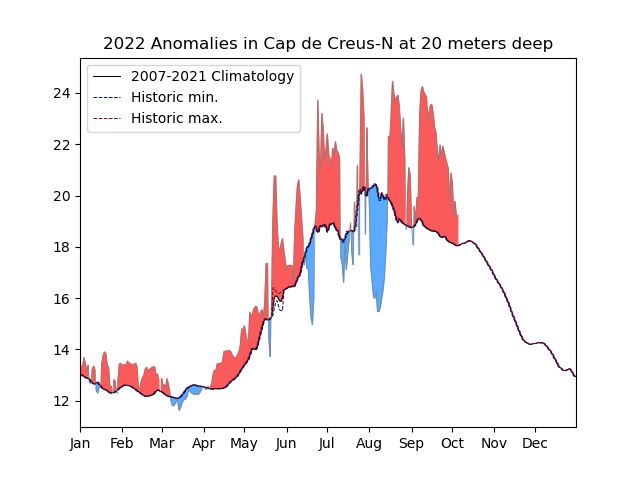 2022 Anomalies in Cap de Creus-N at 20 meters deep
2007-2021 Climatology
Historic min.
Historic max.
24
22
20
18
16
14
12
Jan Feb Mar Apr May Jun Jul Aug Sep Oct Nov Dec